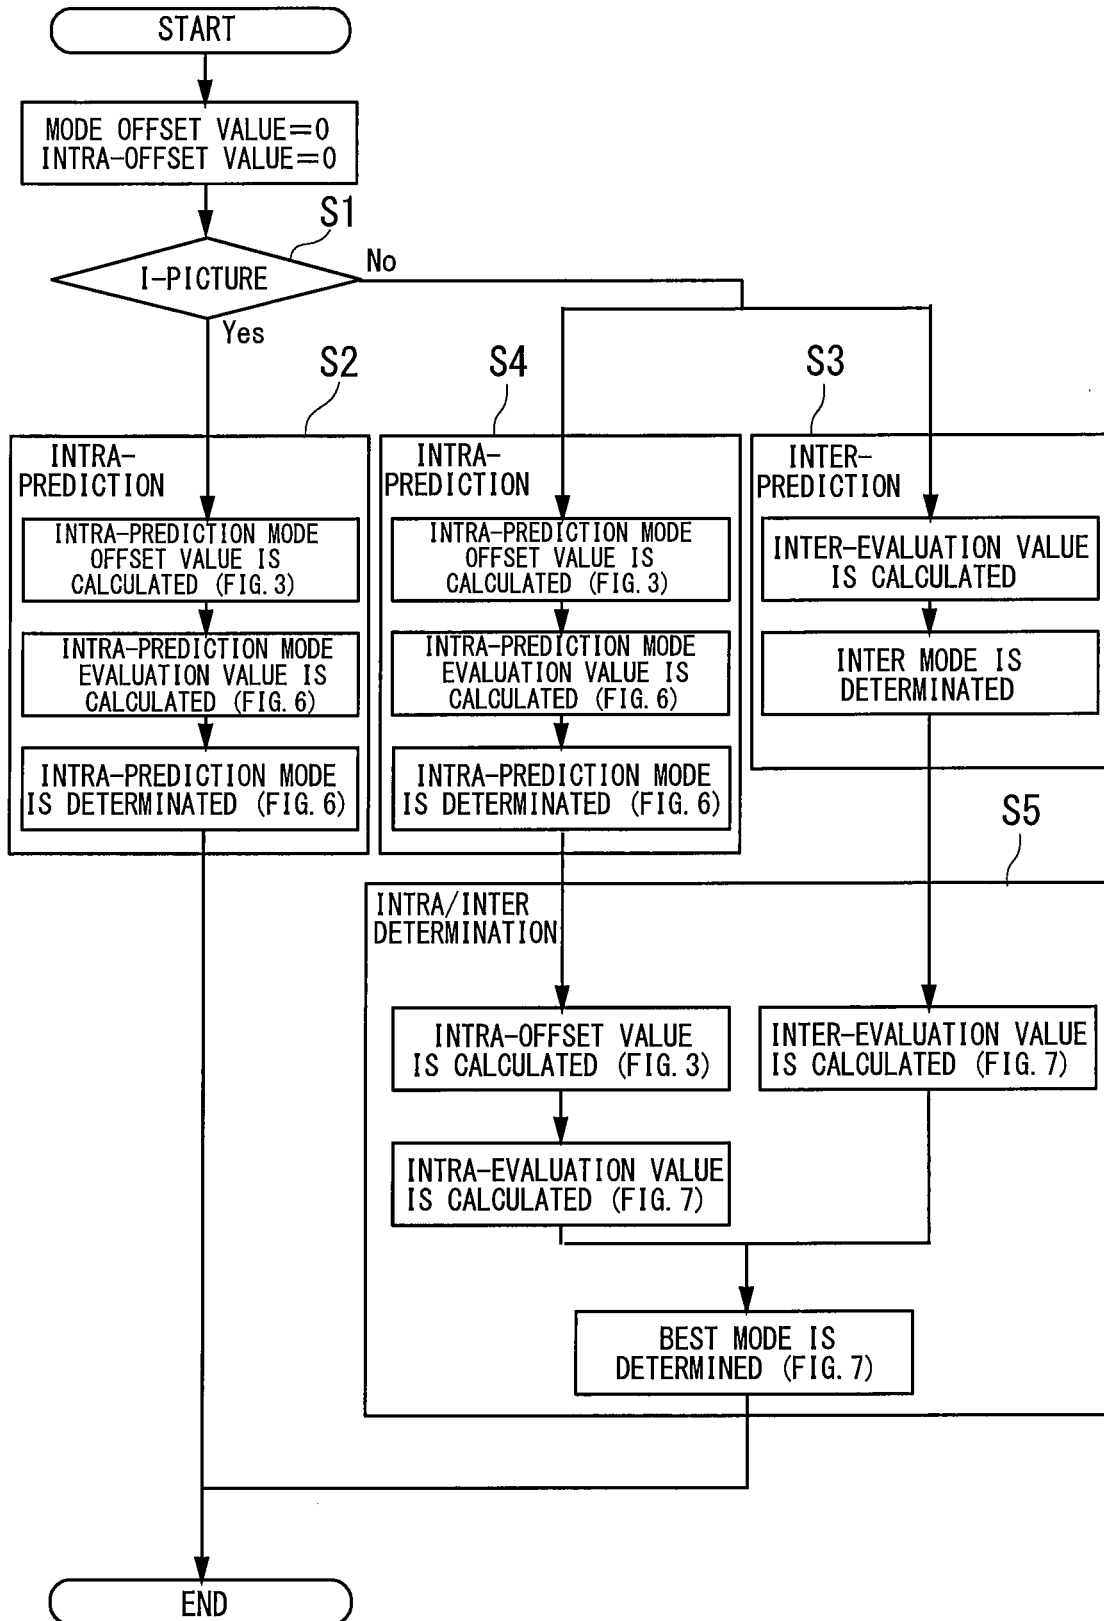 START
MODE OFFSET VALUE=0
INTRA-OFFSET VALUE=0
S1
I-PICTURE
No
Yes
S2
S4
S3
INTRA-
PREDICTION
INTRA-PREDICTION MODE
OFFSET VALUE IS
CALCULATED (FIG. 3)
INTRA-PREDICTION MODE
EVALUATION VALUE IS
CALCULATED (FIG. 6)
INTRA-PREDICTION MODE
IS DETERMINATED (FIG. 6)
INTRA-
PREDICTION
INTRA-PREDICTION MODE
OFFSET VALUE IS
CALCULATED (FIG. 3)
INTRA-PREDICTION MODE
EVALUATION VALUE IS
CALCULATED (FIG. 6)
INTRA-PREDICTION MODE
IS DETERMINATED (FIG. 6)
INTER-
PREDICTION
INTER-EVALUATION VALUE
IS CALCULATED
INTER MODE IS
DETERMINATED
S5
INTRA/INTER
DETERMINATION
INTRA-OFFSET VALUE
IS CALCULATED (FIG. 3)
INTER-EVALUATION VALUE
IS CALCULATED (FIG. 7)
INTRA-EVALUATION VALUE
IS CALCULATED (FIG. 7)
BEST MODE IS
DETERMINED (FIG. 7)
END